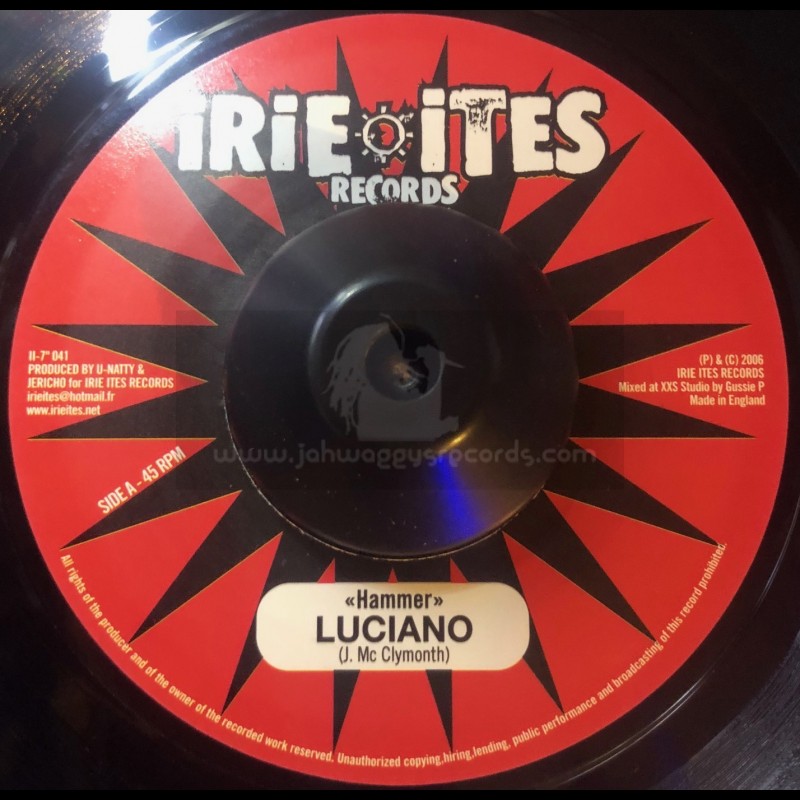 IRIE ITES
RECORDS
II-7" 041
PRODUCED BY U-NATTY &
JERICHO for IRIE ITES RECORDS
irieites@hotmail.fr
www.irieites.net
(P) & (C) 2006
IRIE ITES RECORDS
Mixed at XXS Studio by Gussie P
Made in England
www.jahwaggysrecords.com
SIDE A - 45 RPM
«Hammer»
LUCIANO
(J. Mc Clymonth)
All rights of the producer and of the owner of the recorded work reserved. Unauthorized copying,hiring,lending, public performance and broadcasting of this record prohibited.